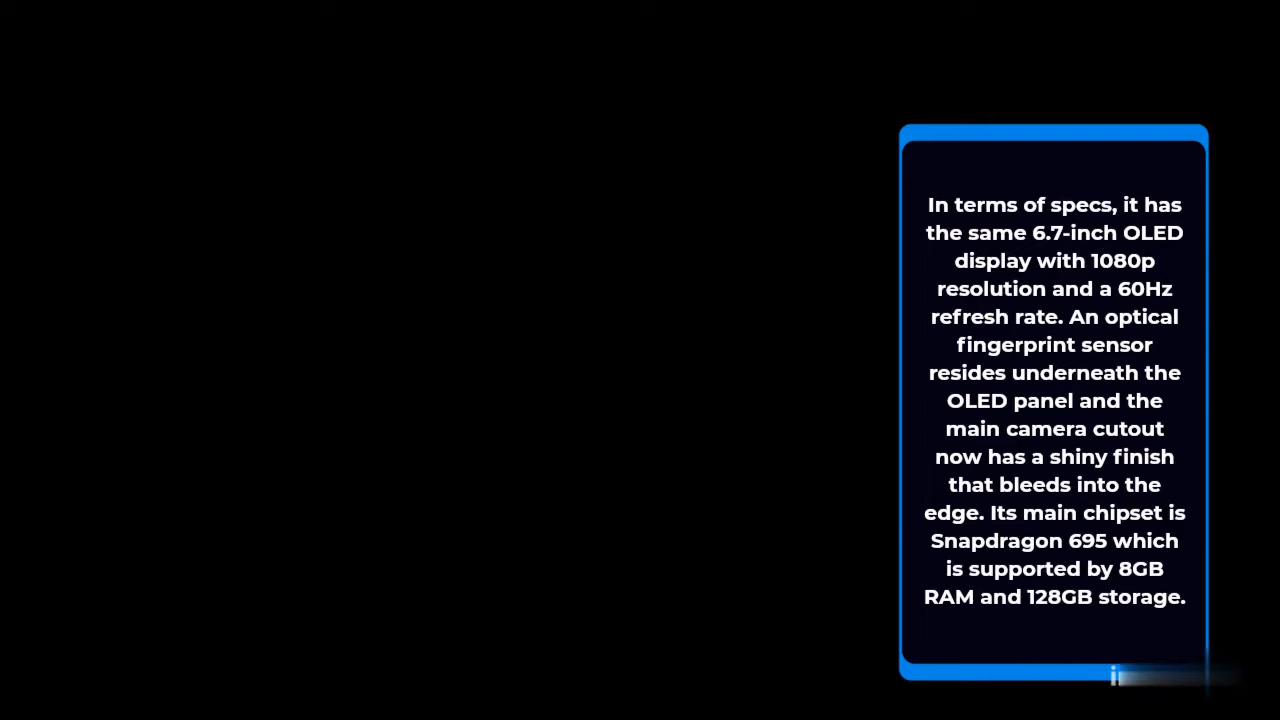 In terms of specs, it has
the same 6.7-inch OLED
display with 1080p
resolution and a 60Hz
refresh rate. An optical
fingerprint sensor
resides underneath the
OLED panel and the
main camera cutout
now has a shiny finish
that bleeds into the
edge. Its main chipset is
Snapdragon 695 which
is supported by 8GB
RAM and 128GB storage.